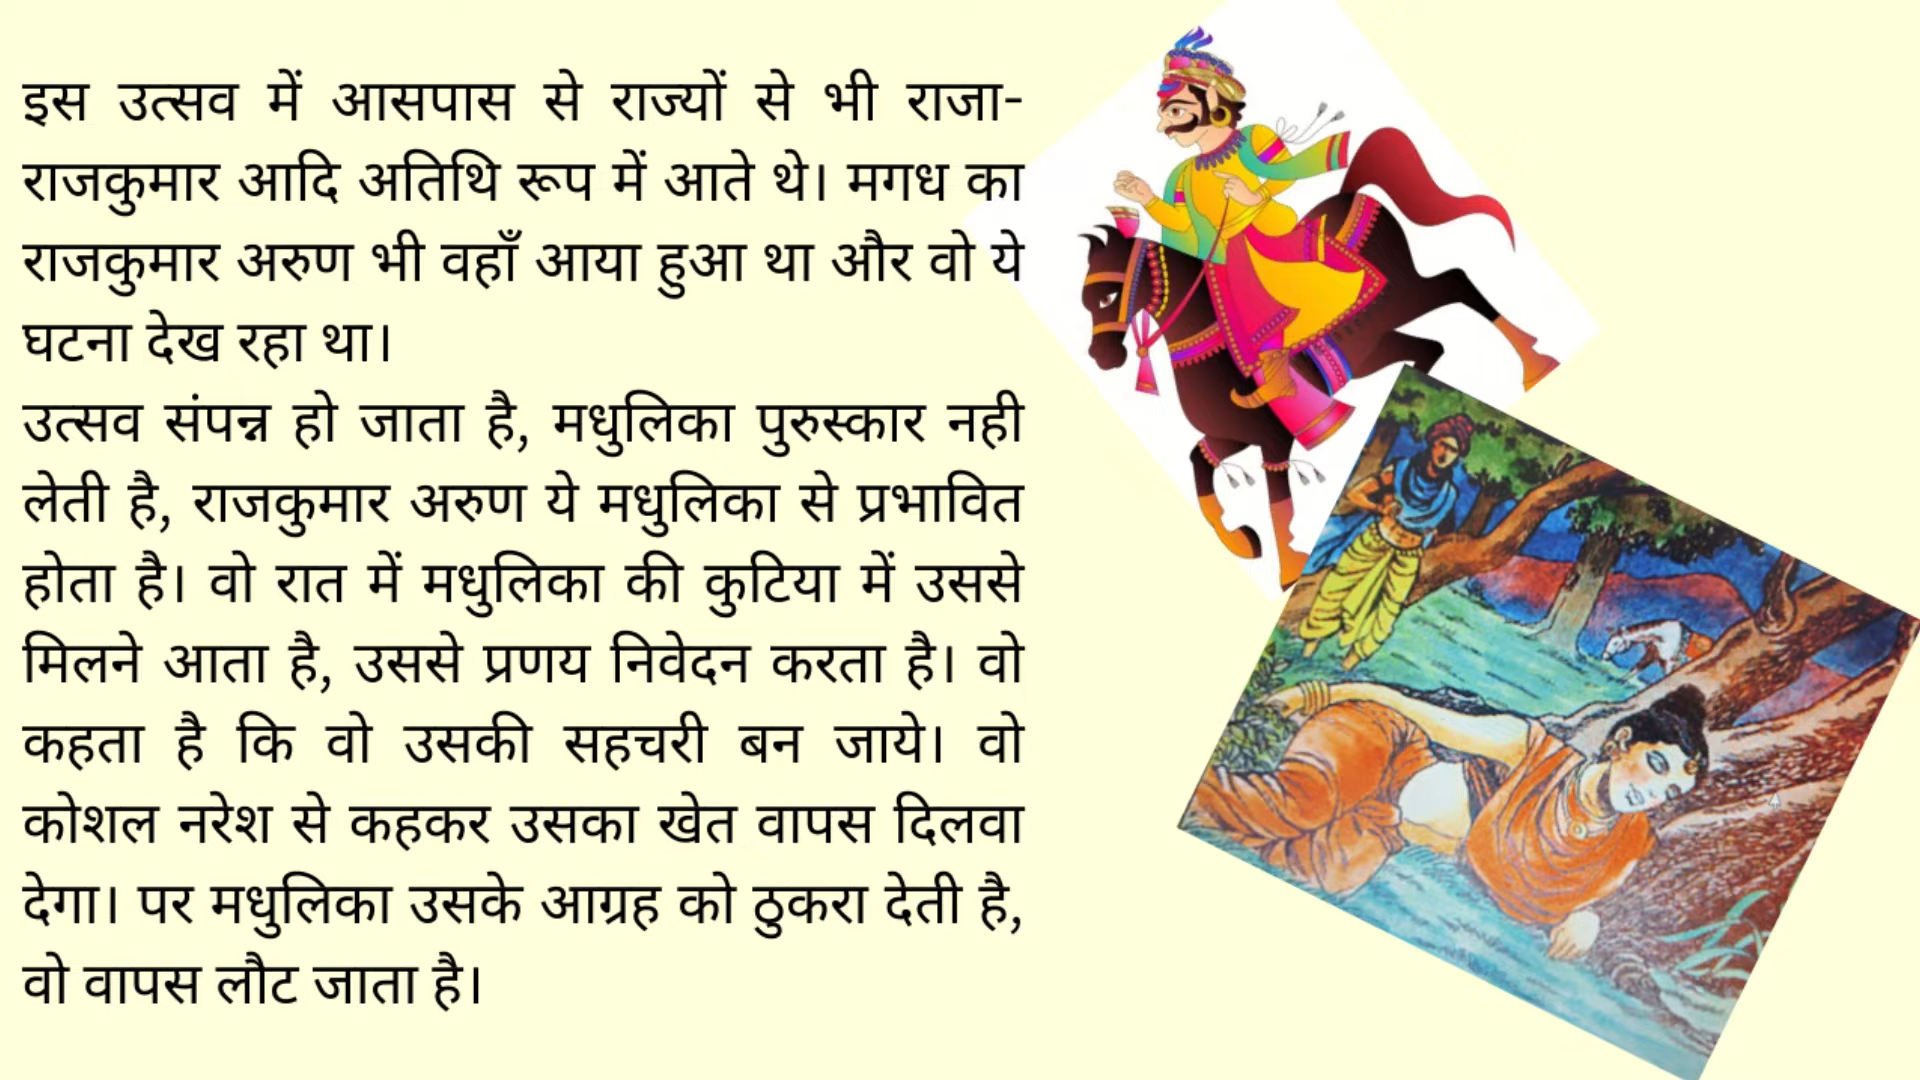 इस उत्सव में आसपास से राज्यों से भी राजा-
राजकुमार आदि अतिथि रूप में आते थे। मगध का
राजकुमार अरुण भी वहाँ आया हुआ था और वो ये
घटना देख रहा था।
उत्सव संपन्न हो जाता है, मधुलिका पुरुस्कार नही
लेती है, राजकुमार अरुण ये मधुलिका से प्रभावित
होता है। वो रात में मधुलिका की कुटिया में उससे
मिलने आता है, उससे प्रणय निवेदन करता है। वो
कहता है कि वो उसकी सहचरी बन जाये। वो
कोशल नरेश से कहकर उसका खेत वापस दिलवा
देगा। पर मधुलिका उसके आग्रह को ठुकरा देती है,
वो वापस लौट जाता है।